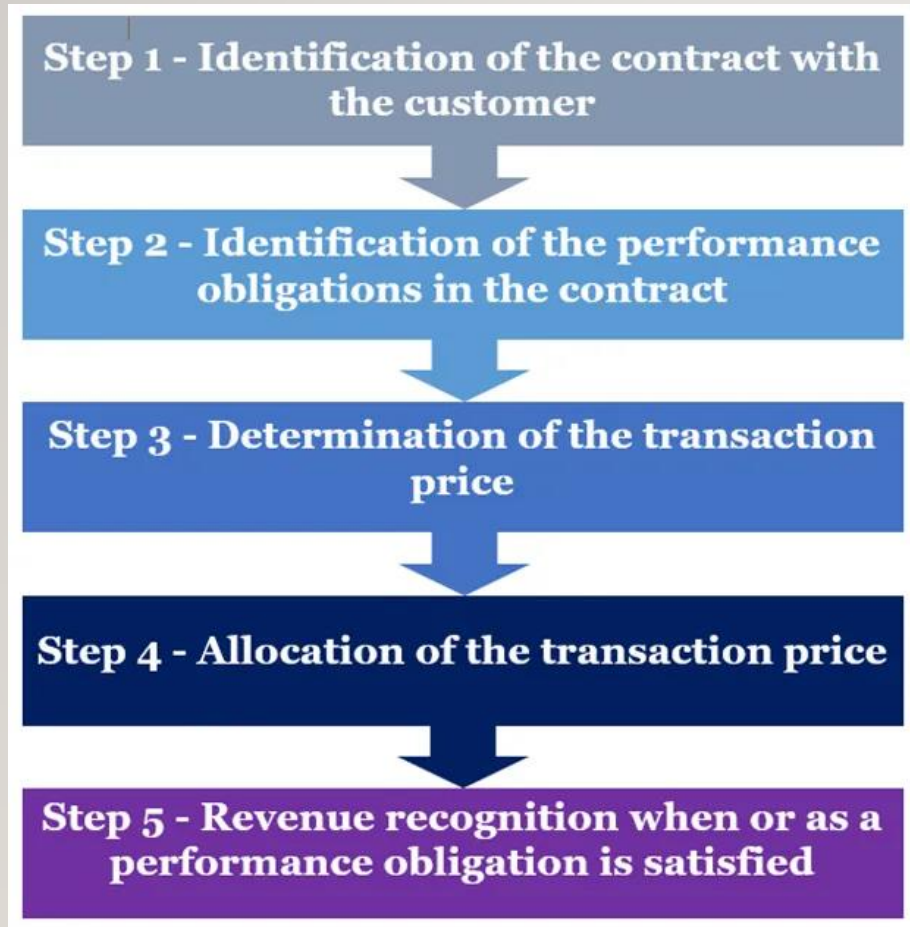 Step 1 - Identification of the contract with
the customer
Step 2 - Identification of the performance
obligations in the contract
Step 3 - Determination of the transaction
price
Step 4 - Allocation of the transaction price
Step 5 - Revenue recognition when or as a
performance obligation is satisfied